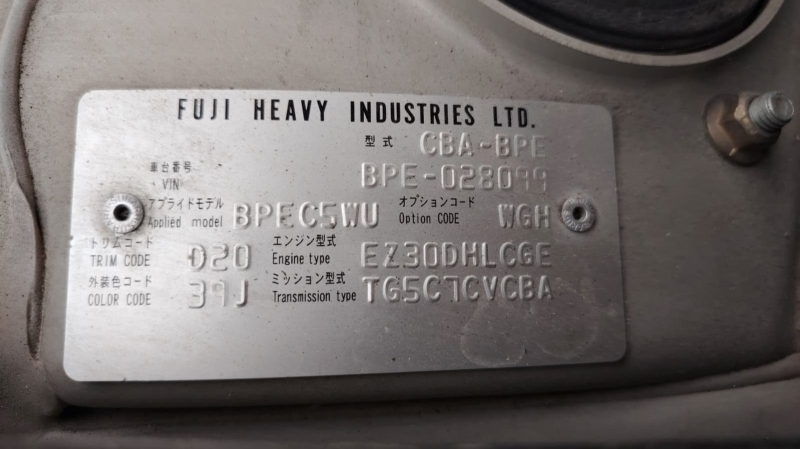 FUJI HEAVY INDUSTRIES LTD.
型式 CBA-BPE
車台番号 VIN BPE-028099
アプライドモデル Applied model BPEC5WU オプションコード Option CODE WGH
トリムコード TRIM CODE D20 エンジン型式 Engine type EZ30DHLCGE
外装色コード COLOR CODE 39J ミッション型式 Transmission type TG5C7CVCBA